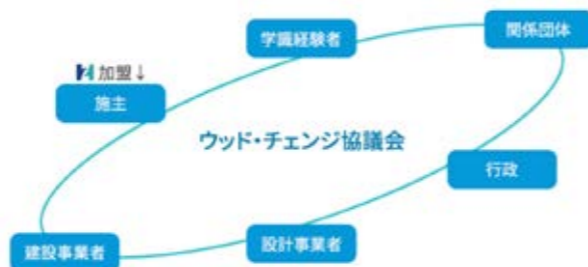 学識経験者
関係団体
加盟↓
施主
ウッド・チェンジ協議会
行政
建設事業者
設計事業者